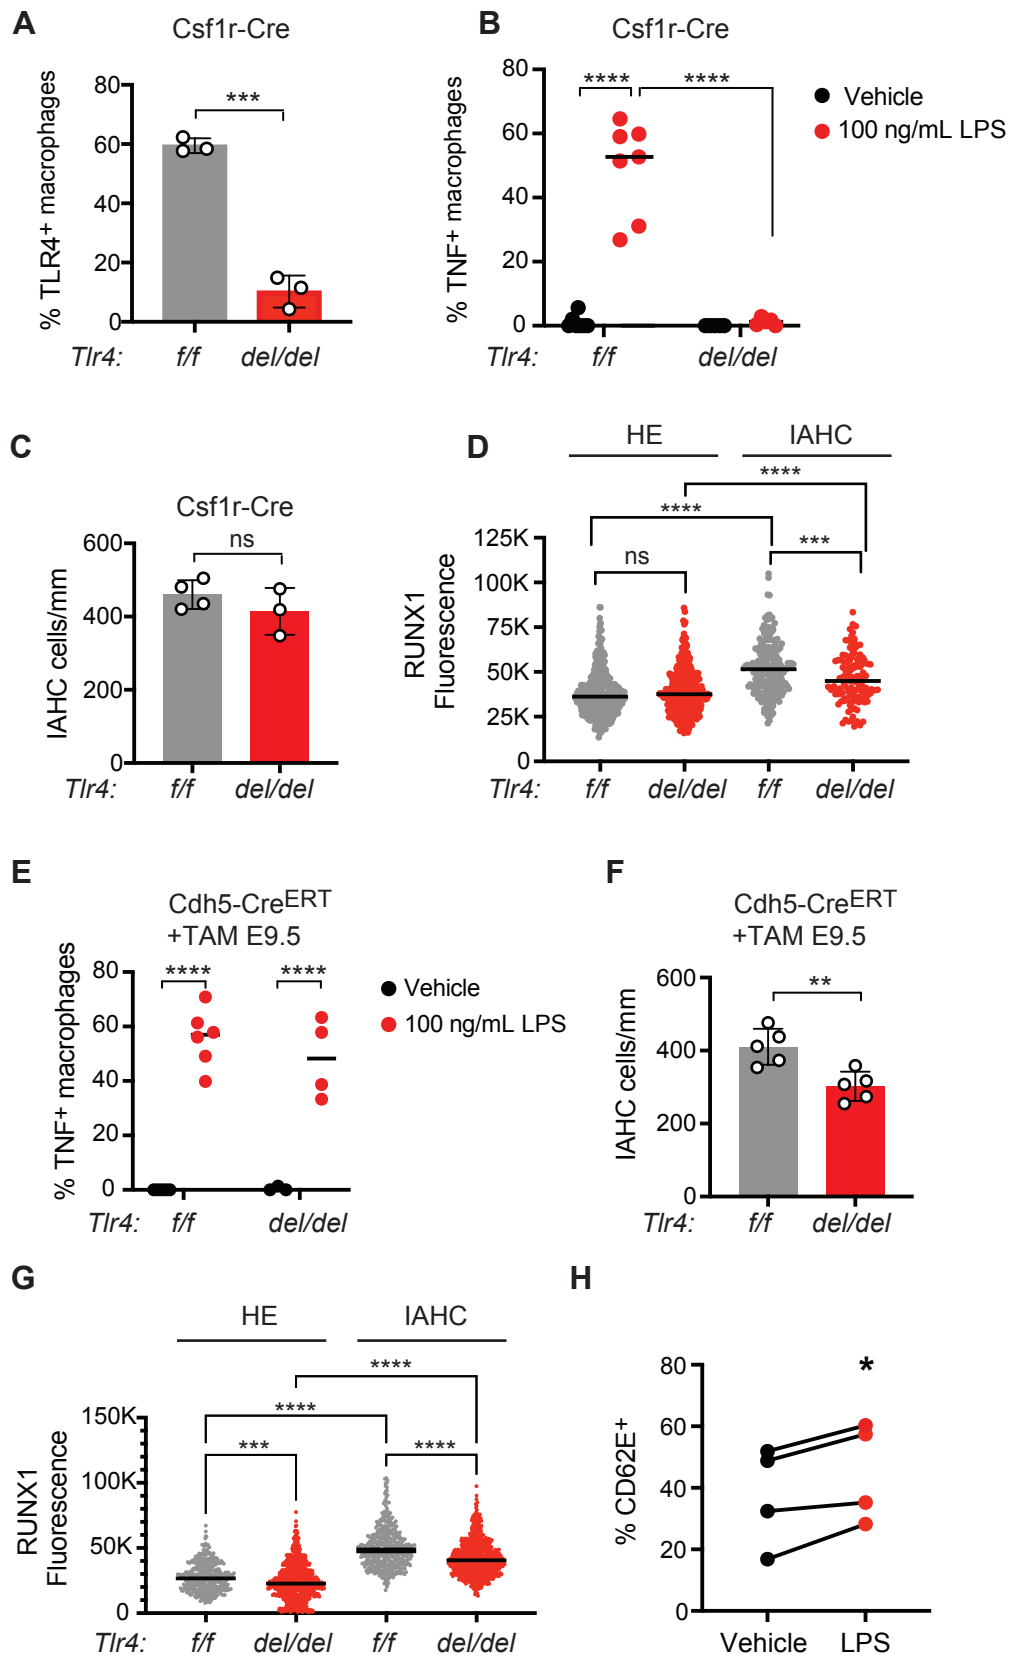 A
Csf1r-Cre
% TLR4+ macrophages
80
60
40
20
0
***
Tlr4: f/f del/del
B
Csf1r-Cre
% TNF+ macrophages
80
60
40
20
0
**** ****
Vehicle
100 ng/mL LPS
Tlr4: f/f del/del
C
Csf1r-Cre
IAHC cells/mm
600
400
200
0
ns
Tlr4: f/f del/del
D
HE IAHC
RUNX1
Fluorescence
125K
100K
75K
50K
25K
0
****
****
ns ***
Tlr4: f/f del/del f/f del/del
E
Cdh5-CreERT
+TAM E9.5
% TNF+ macrophages
80
60
40
20
0
**** ****
Vehicle
100 ng/mL LPS
Tlr4: f/f del/del
F
Cdh5-CreERT
+TAM E9.5
IAHC cells/mm
600
400
200
0
**
Tlr4: f/f del/del
G
HE IAHC
RUNX1
Fluorescence
150K
100K
50K
0
****
****
*** ****
Tlr4: f/f del/del f/f del/del
H
% CD62E+
80
60
40
20
0
*
Vehicle LPS